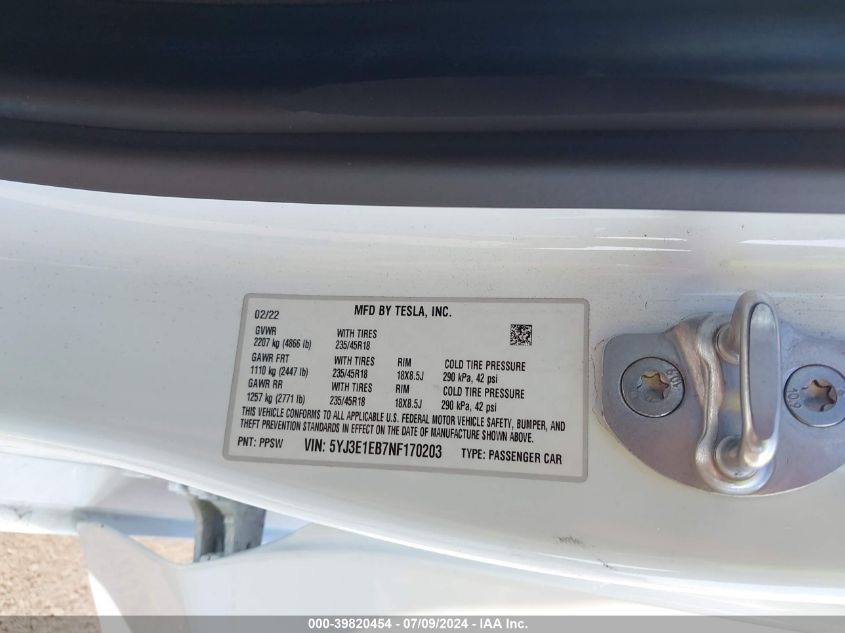 02/22 MFD BY TESLA, INC.
GVWR WITH TIRES
2207 kg (4866 lb) 235/45R18
GAWR FRT WITH TIRES RIM COLD TIRE PRESSURE
1110 kg (2447 lb) 235/45R18 18X8.5J 290 kPa, 42 psi
GAWR RR WITH TIRES RIM COLD TIRE PRESSURE
1257 kg (2771 lb) 235/45R18 18X8.5J 290 kPa, 42 psi
THIS VEHICLE CONFORMS TO ALL APPLICABLE U.S. FEDERAL MOTOR VEHICLE SAFETY, BUMPER, AND
THEFT PREVENTION STANDARDS IN EFFECT ON THE DATE OF MANUFACTURE SHOWN ABOVE.
PNT: PPSW VIN: 5YJ3E1EB7NF170203 TYPE: PASSENGER CAR
10.9
10.9
000-39820454 - 07/09/2024 - IAA Inc.